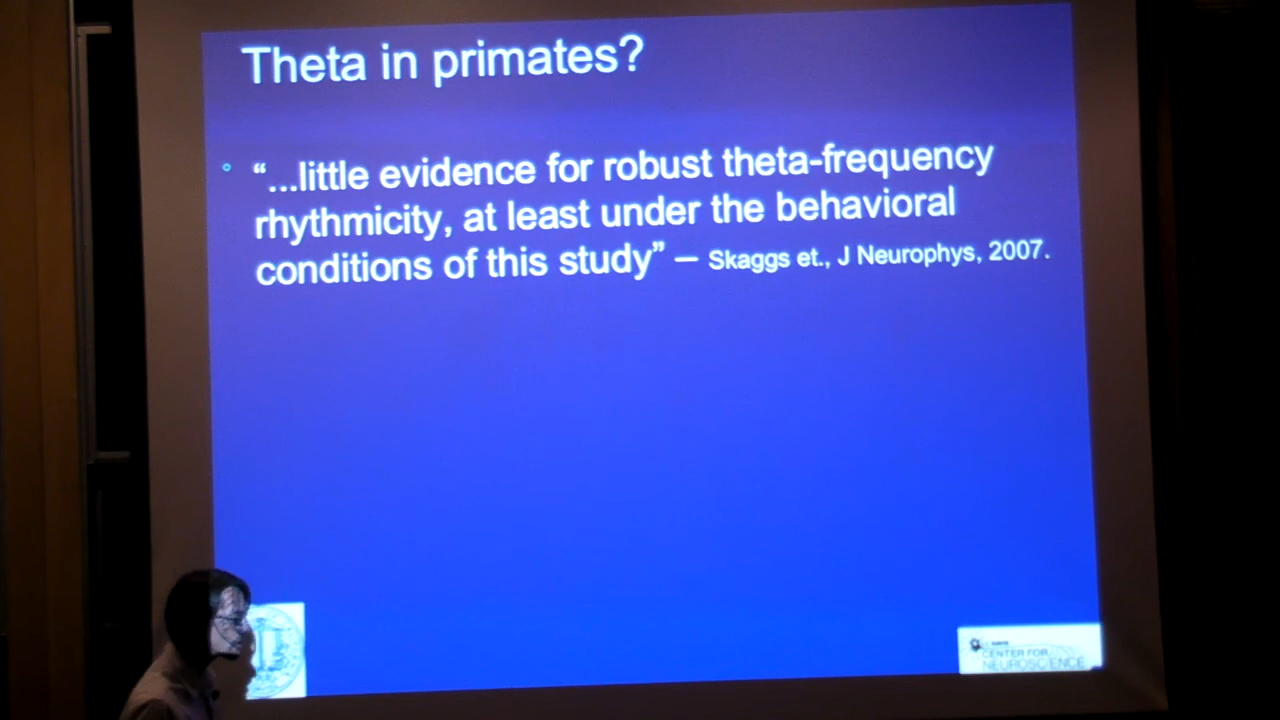 Theta in primates?
“...little evidence for robust theta-frequency
rhythmicity, at least under the behavioral
conditions of this study” – Skaggs et., J Neurophys, 2007.
CENTER FOR
NEUROSCIENCE